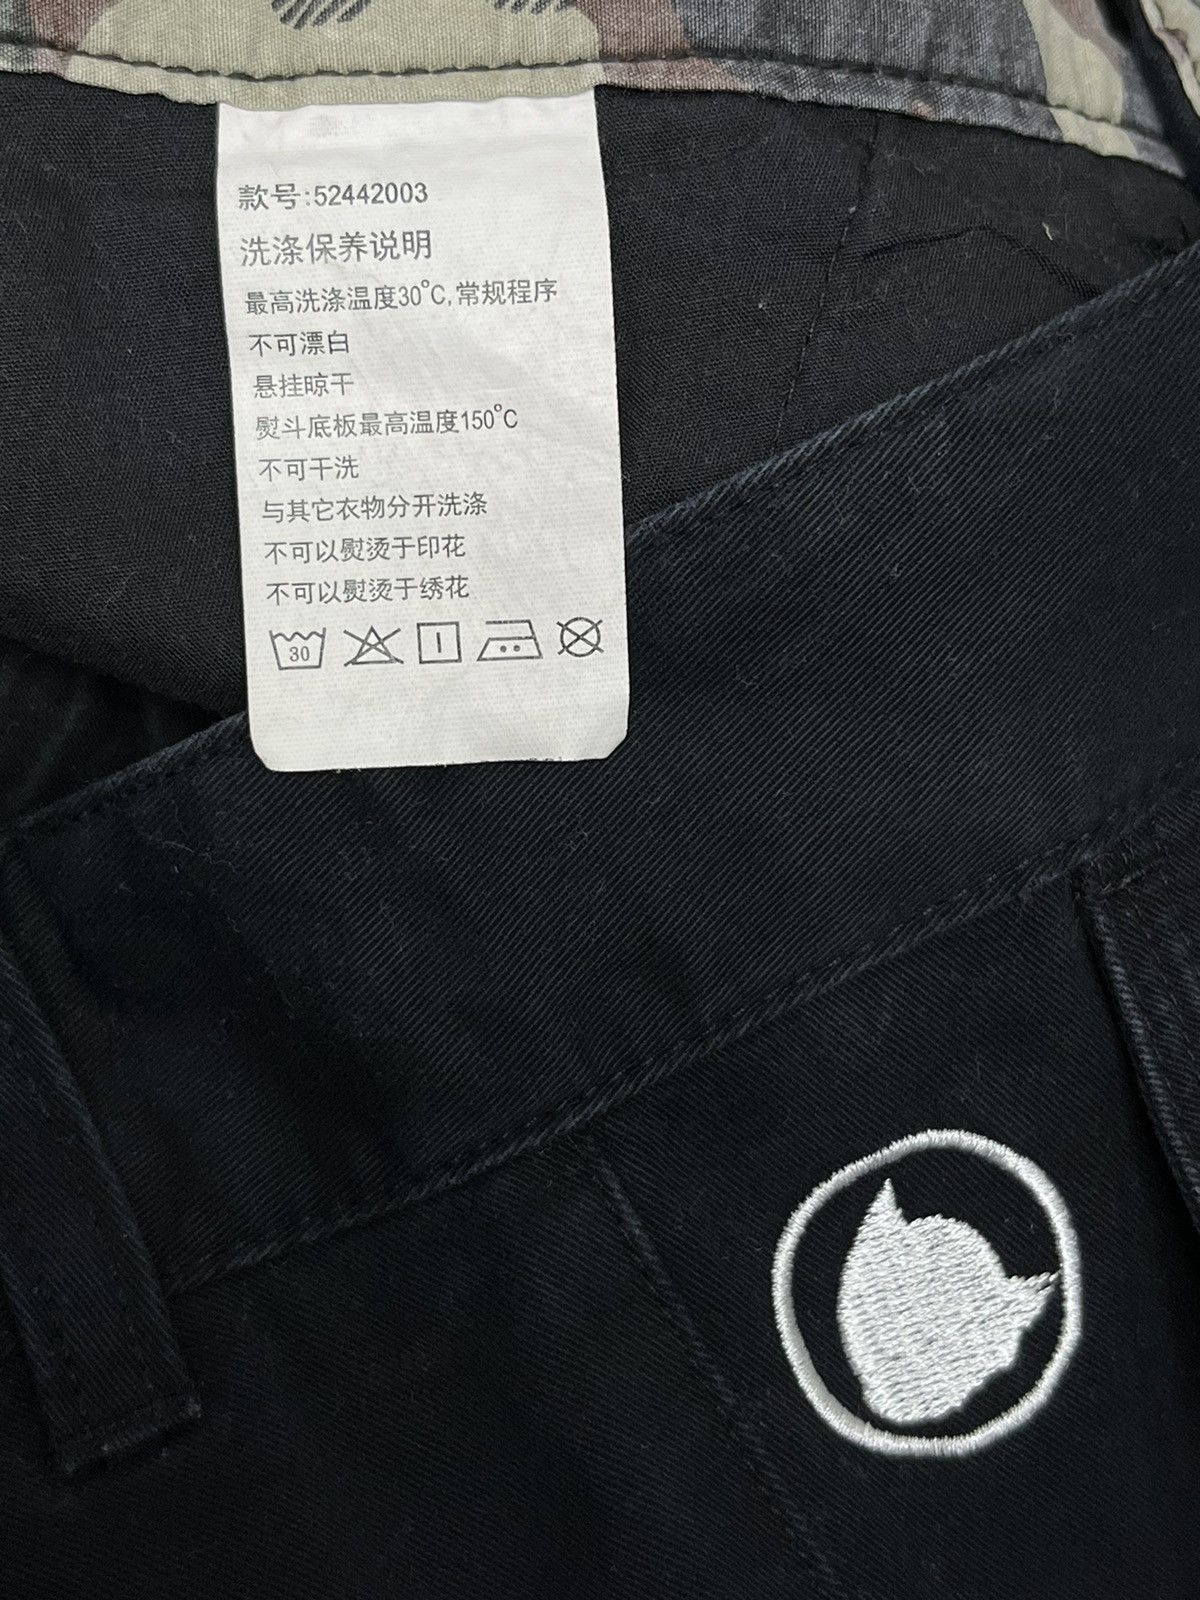 款号:52442003
洗涤保养说明
最高洗涤温度30°C,常规程序
不可漂白
悬挂晾干
熨斗底板最高温度150°C
不可干洗
与其它衣物分开洗涤
不可以熨烫于印花
不可以熨烫于绣花
30